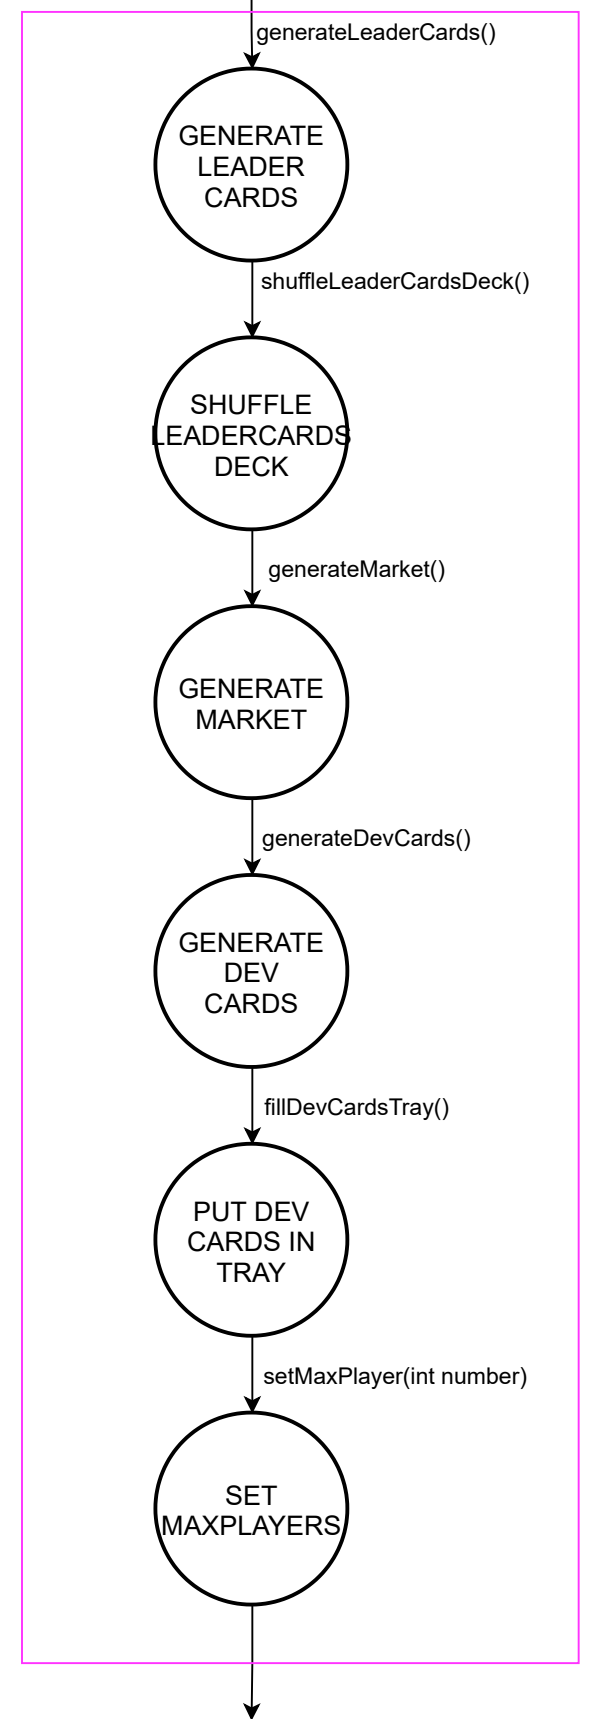 generateLeaderCards()
GENERATE
LEADER
CARDS
shuffleLeaderCardsDeck()
SHUFFLE
LEADERCARDS
DECK
generateMarket()
GENERATE
MARKET
generateDevCards()
GENERATE
DEV
CARDS
fillDevCardsTray()
PUT DEV
CARDS IN
TRAY
setMaxPlayer(int number)
SET
MAXPLAYERS